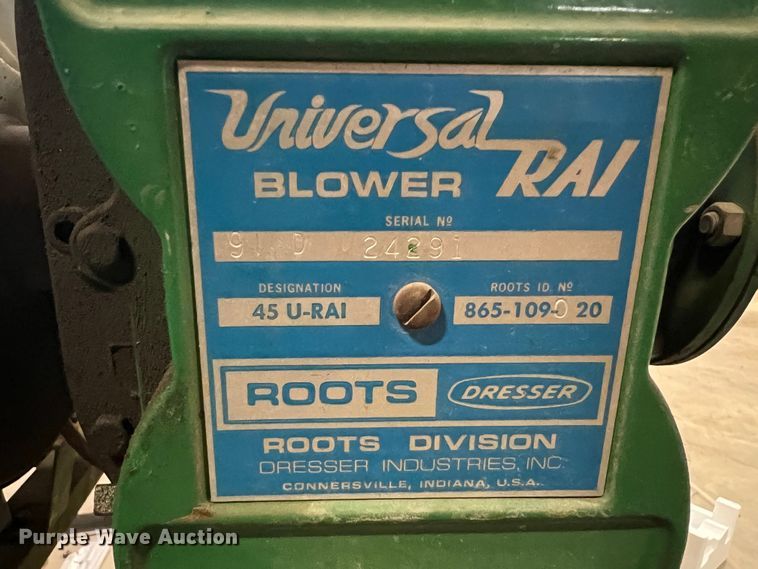 Universal RAI
BLOWER
SERIAL Nº
24291
DESIGNATION
ROOTS ID. Nº
45 U-RAI
865-109-0 20
ROOTS
DRESSER
ROOTS DIVISION
DRESSER INDUSTRIES, INC.
CONNERSVILLE, INDIANA, U.S.A.
Purple Wave Auction